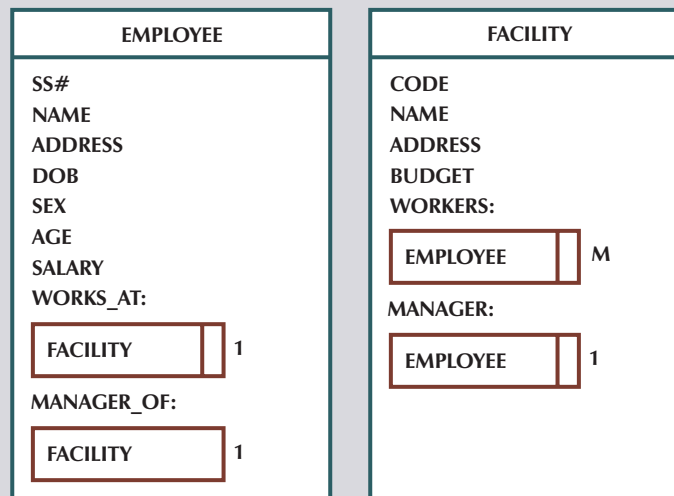 EMPLOYEE
SS#
NAME
ADDRESS
DOB
SEX
AGE
SALARY
WORKS_AT:
FACILITY 1
MANAGER_OF:
FACILITY 1
FACILITY
CODE
NAME
ADDRESS
BUDGET
WORKERS:
EMPLOYEE M
MANAGER:
EMPLOYEE 1